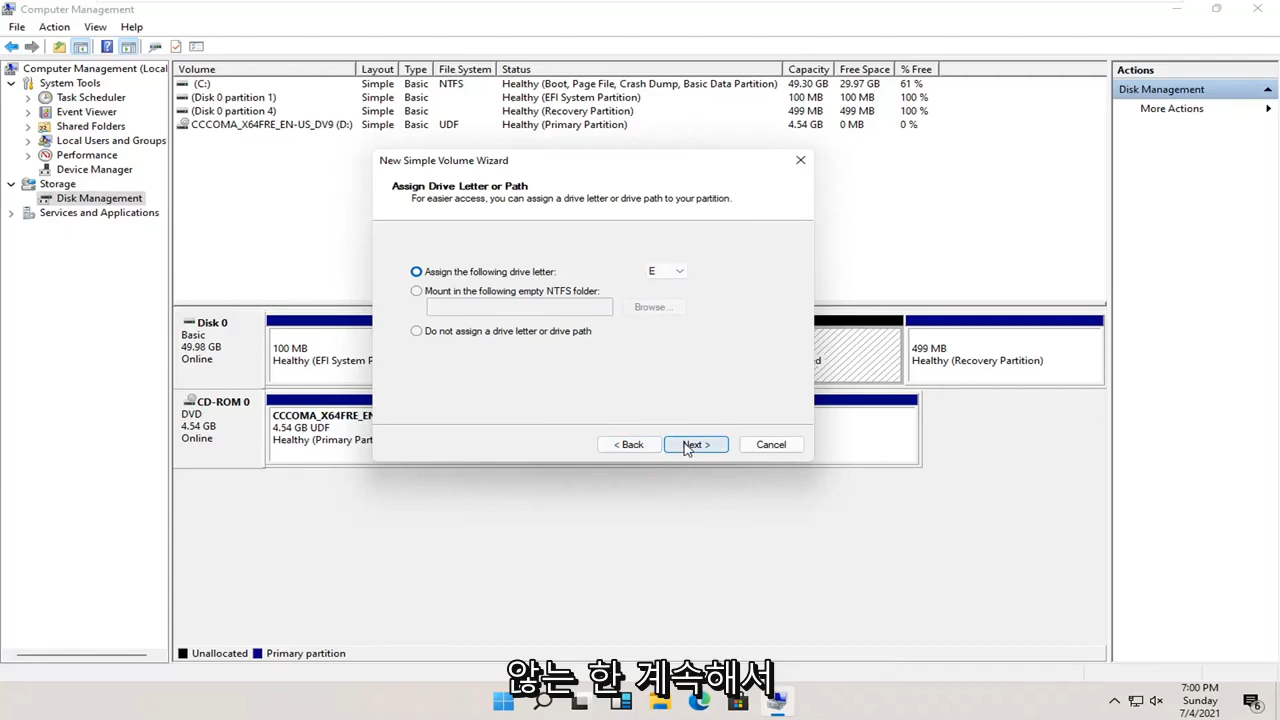 Computer Management
File Action View Help
Computer Management (Local
System Tools
Task Scheduler
Event Viewer
Shared Folders
Local Users and Groups
Performance
Device Manager
Storage
Disk Management
Services and Applications
Volume Layout Type File System Status Capacity Free Space % Free
(C:) Simple Basic NTFS Healthy (Boot, Page File, Crash Dump, Basic Data Partition) 49.30 GB 29.97 GB 61 %
(Disk 0 partition 1) Simple Basic Healthy (EFI System Partition) 100 MB 100 MB 100 %
(Disk 0 partition 4) Simple Basic Healthy (Recovery Partition) 499 MB 499 MB 100 %
CCCOMA_X64FRE_EN-US_DV9 (D:) Simple Basic UDF Healthy (Primary Partition) 4.54 GB 0 MB 0 %
Actions
Disk Management
More Actions
New Simple Volume Wizard
Assign Drive Letter or Path
For easier access, you can assign a drive letter or drive path to your partition.
Assign the following drive letter: E
Mount in the following empty NTFS folder:
Browse...
Do not assign a drive letter or drive path
< Back Next > Cancel
Disk 0
Basic
49.98 GB
Online
100 MB
Healthy (EFI System P
ed
499 MB
Healthy (Recovery Partition)
CD-ROM 0
DVD
4.54 GB
Online
CCCOMA_X64FRE_EN
4.54 GB UDF
Healthy (Primary Part
Unallocated Primary partition
않는 한 계속해서
7:00 PM
Sunday
7/4/2021
6